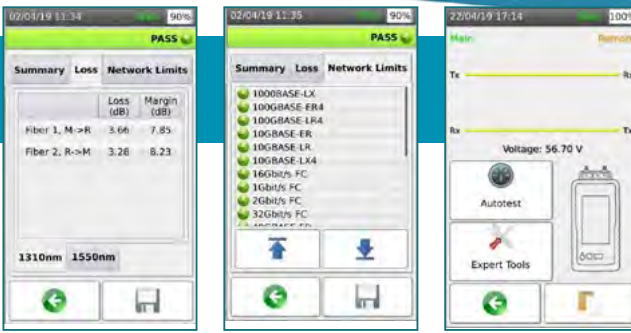 02/04/19 11:34 90%
PASS
Summary Loss Network Limits
Loss (dB) Margin (dB)
Fiber 1, M->R 3.66 7.85
Fiber 2, R->M 3.28 8.23
1310nm 1550nm
02/04/19 11:35 90%
PASS
Summary Loss Network Limits
1000BASE-LX
100GBASE-ER4
100GBASE-LR4
10GBASE-ER
10GBASE-LR
10GBASE-LX4
16Gbit/s FC
1Gbit/s FC
2Gbit/s FC
32Gbit/s FC
22/04/19 17:14 100%
Main Remote
Tx
Rx Tx
Voltage: 56.70 V
Autotest
Expert Tools